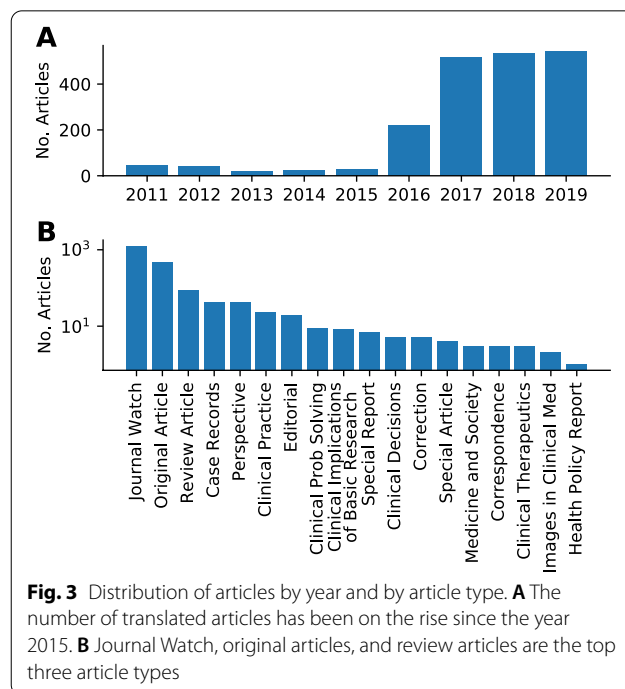 A
No. Articles
400
200
0
2011 2012 2013 2014 2015 2016 2017 2018 2019
B
No. Articles
10³
10¹
Journal Watch
Original Article
Review Article
Case Records
Perspective
Clinical Practice
Editorial
Clinical Prob Solving
Clinical Implications
of Basic Research
Special Report
Clinical Decisions
Correction
Special Article
Medicine and Society
Correspondence
Clinical Therapeutics
Images in Clinical Med
Health Policy Report
Fig. 3 Distribution of articles by year and by article type. A The
number of translated articles has been on the rise since the year
2015. B Journal Watch, original articles, and review articles are the top
three article types